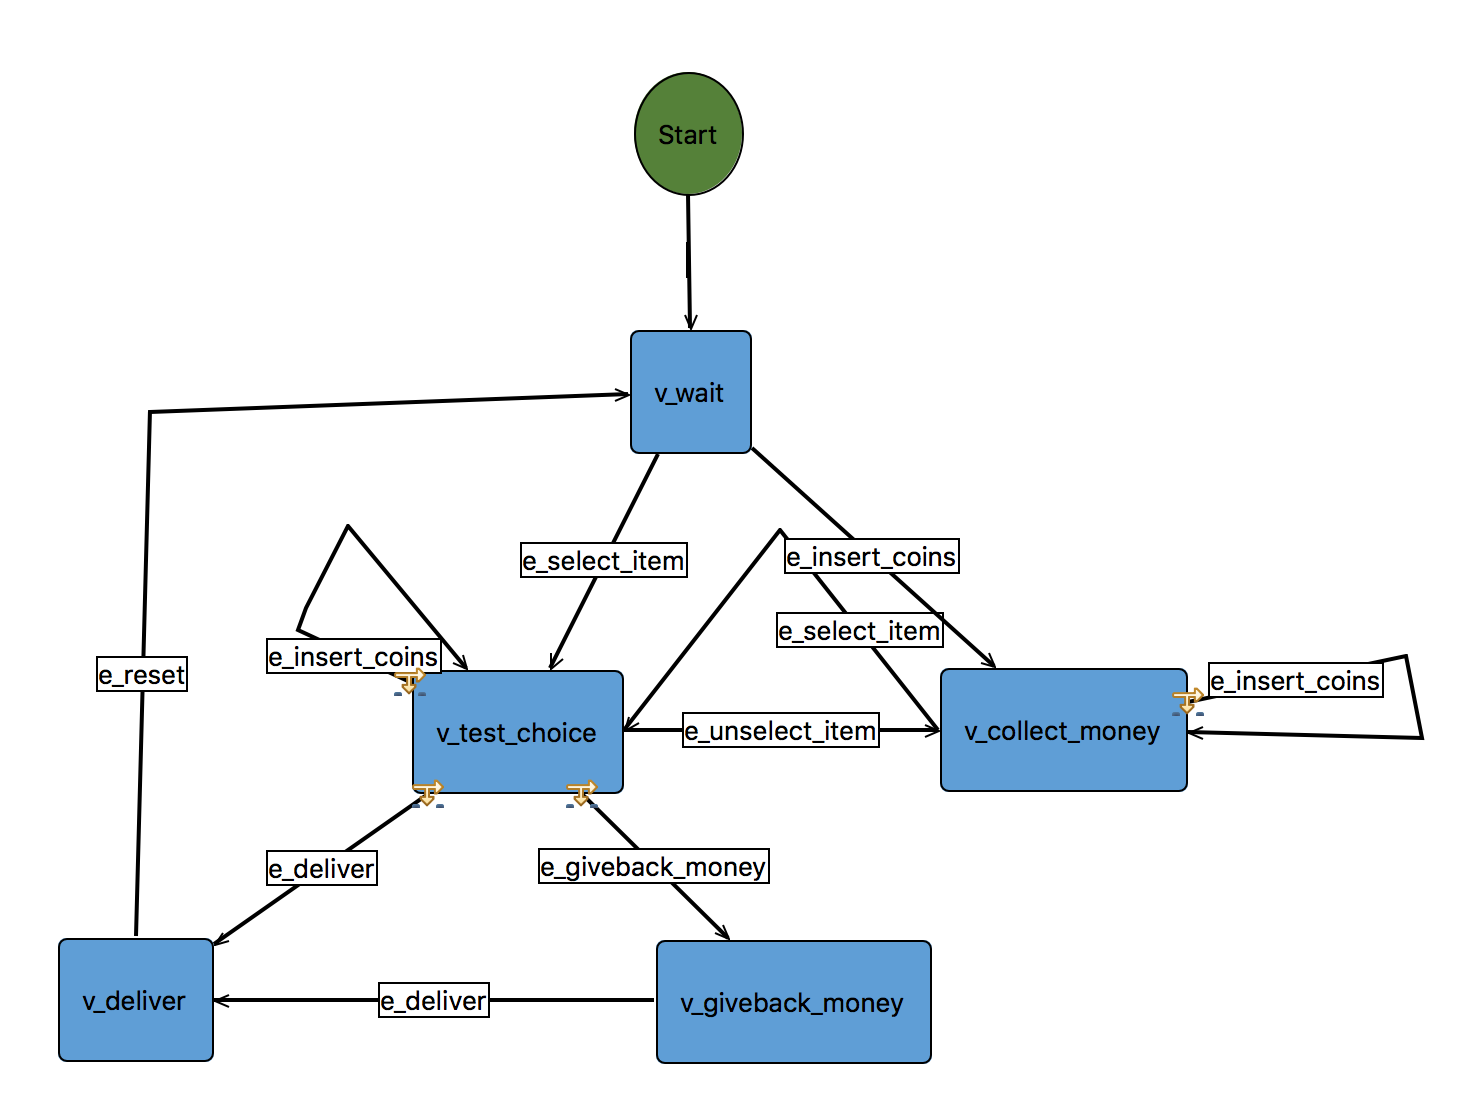 Start
v_wait
e_insert_coins
e_select_item
e_select_item
e_insert_coins
e_reset
e_insert_coins
v_test_choice
e_unselect_item
v_collect_money
e_deliver
e_giveback_money
v_deliver
e_deliver
v_giveback_money